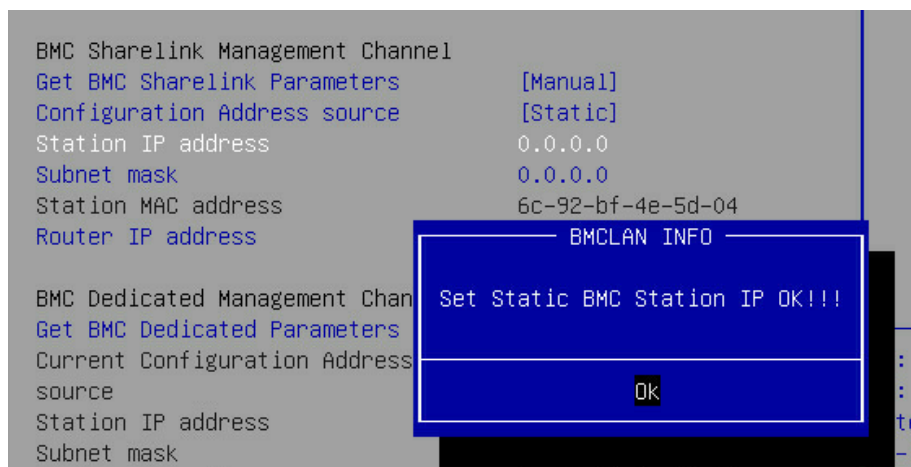 BMC Sharelink Management Channel
Get BMC Sharelink Parameters [Manual]
Configuration Address source [Static]
Station IP address 0.0.0.0
Subnet mask 0.0.0.0
Station MAC address 6c-92-bf-4e-5d-04
Router IP address
BMCLAN INFO
Set Static BMC Station IP OK!!!
Ok
BMC Dedicated Management Chan
Get BMC Dedicated Parameters
Current Configuration Address
source
Station IP address
Subnet mask